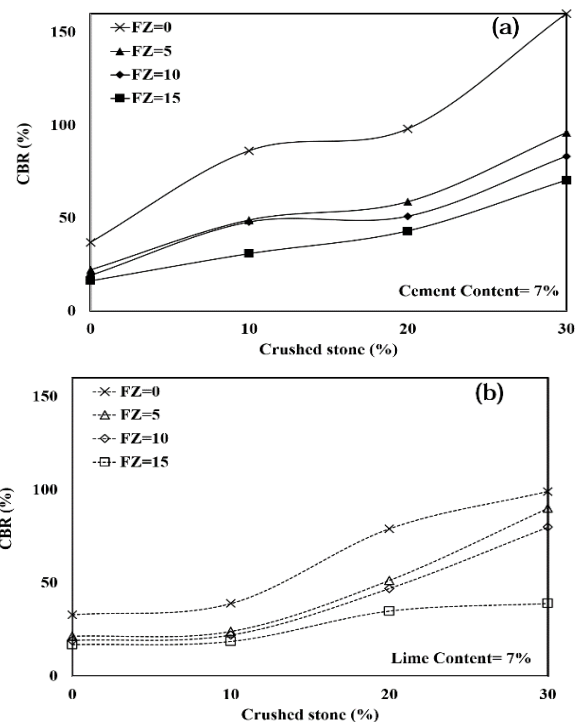 (a)
FZ=0
FZ=5
FZ=10
FZ=15
150
100
50
0
CBR (%)
Cement Content= 7%
0 10 20 30
Crushed stone (%)
(b)
FZ=0
FZ=5
FZ=10
FZ=15
150
100
50
0
CBR (%)
Lime Content= 7%
0 10 20 30
Crushed stone (%)